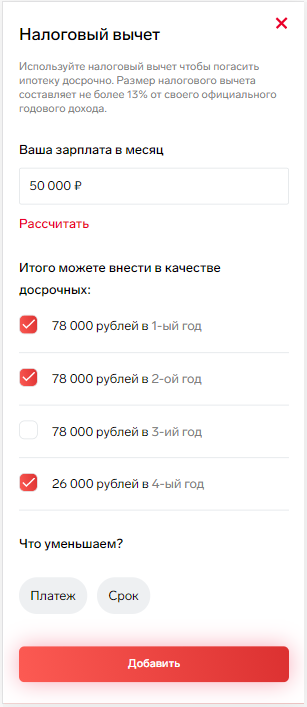 Налоговый вычет
Используйте налоговый вычет чтобы погасить
ипотеку досрочно. Размер налогового вычета
составляет не более 13% от своего официального
годового дохода.
Ваша зарплата в месяц
50 000 ₽
Рассчитать
Итого можете внести в качестве
досрочных:
78 000 рублей в 1-ый год
78 000 рублей в 2-ой год
78 000 рублей в 3-ий год
26 000 рублей в 4-ый год
Что уменьшаем?
Платеж Срок
Добавить